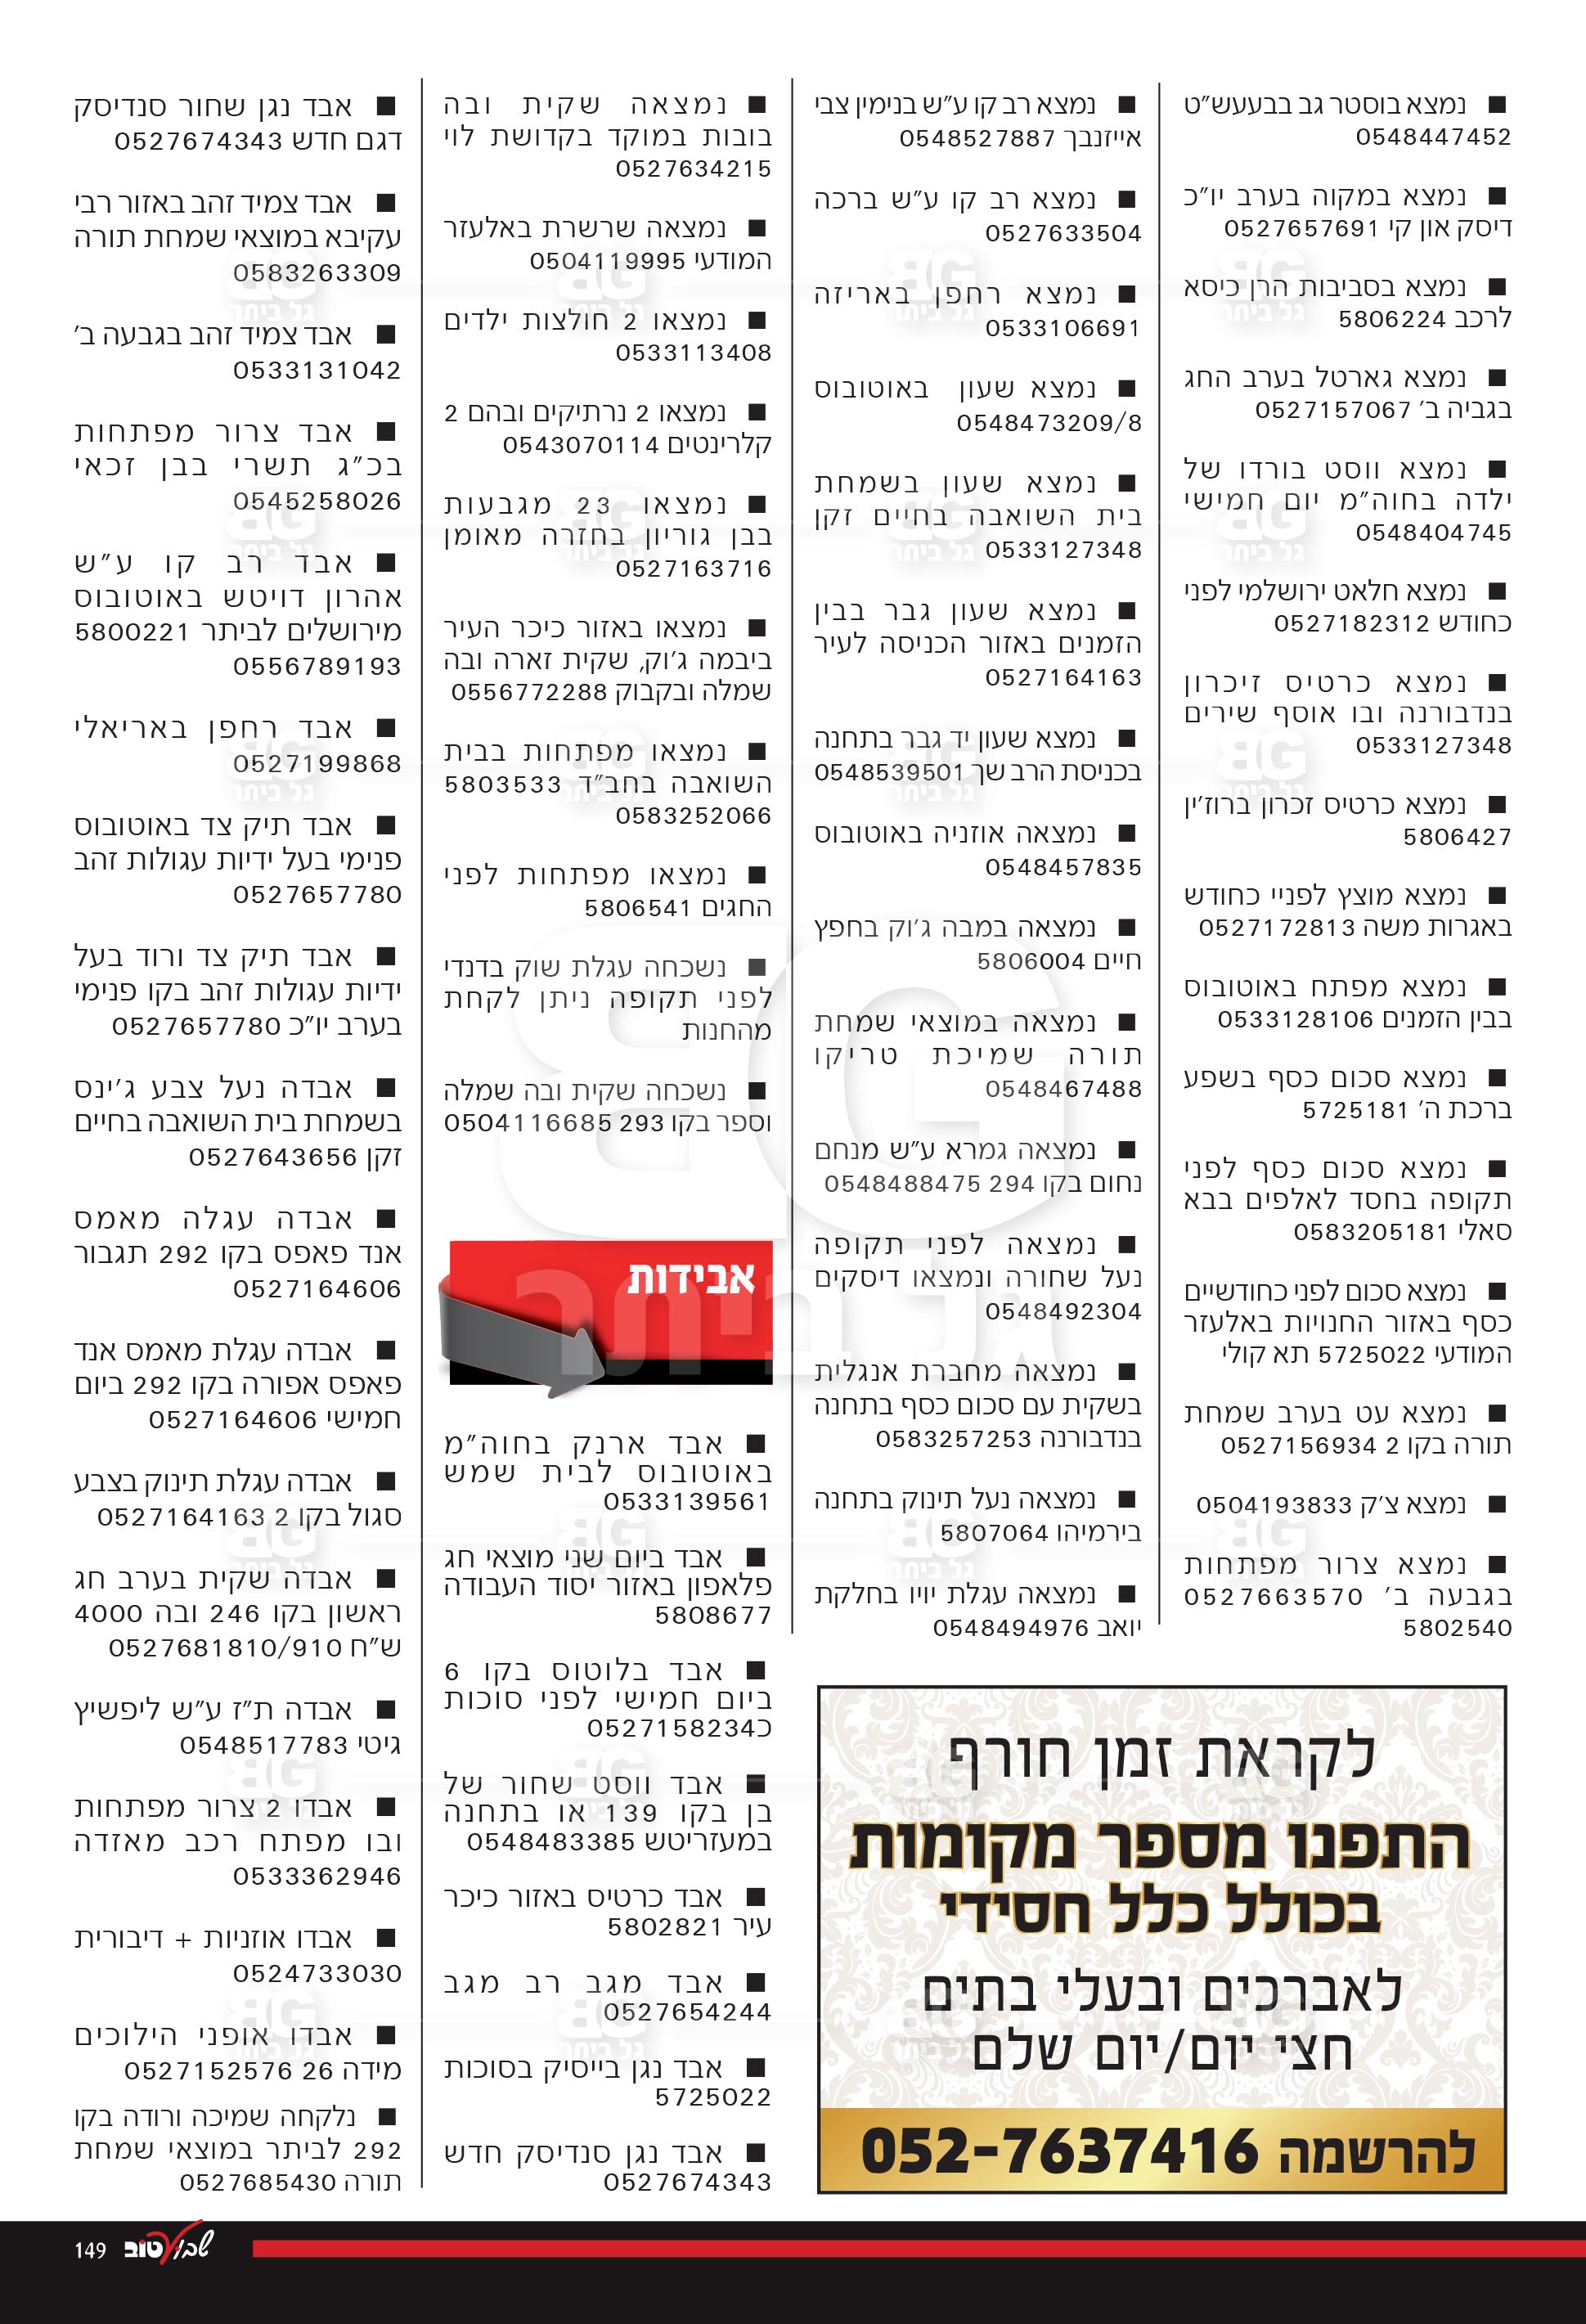 ■ נמצא בוסטר גב בבעעש"ט
0548447452
■ נמצא במקוה בערב יו"כ
דיסק און קי 0527657691
■ נמצא בסביבות הרן כיסא
לרכב 5806224
■ נמצא גארטל בערב החג
בגביה ב' 0527157067
■ נמצא ווסט בורדו של
ילדה בחוה"מ יום חמישי
0548404745
■ נמצא חלאט ירושלמי לפני
כחודש 0527182312
■ נמצא כרטיס זיכרון
בנדבורנה ובו אוסף שירים
0533127348
■ נמצא כרטיס זכרון ברוז'ין
5806427
■ נמצא מוצץ לפניי כחודש
באגרות משה 0527172813
■ נמצא מפתח באוטובוס
בבין הזמנים 0533128106
■ נמצא סכום כסף בשפע
ברכת ה' 5725181
■ נמצא סכום כסף לפני
תקופה בחסד לאלפים בבא
סאלי 0583205181
■ נמצא סכום לפני כחודשיים
כסף באזור החנויות באלעזר
המודעי 5725022 תא קולי
■ נמצא עט בערב שמחת
תורה בקו 2 0527156934
■ נמצא צ'ק 0504193833
■ נמצא צרור מפתחות
בגבעה ב' 0527663570
5802540
■ נמצא רב קו ע"ש בנימין צבי
אייזנבך 0548527887
■ נמצא רב קו ע"ש ברכה
0527633504
■ נמצא רחפן באריזה
0533106691
■ נמצא שעון באוטובוס
0548473209/8
■ נמצא שעון בשמחת
בית השואבה בחיים זקן
0533127348
■ נמצא שעון גבר בבין
הזמנים באזור הכניסה לעיר
0527164163
■ נמצא שעון יד גבר בתחנה
בכניסת הרב שך 0548539501
■ נמצאה אוזניה באוטובוס
0548457835
■ נמצאה במבה ג'וק בחפץ
חיים 5806004
■ נמצאה במוצאי שמחת
תורה שמיכת טריקו
0548467488
■ נמצאה גמרא ע"ש מנחם
נחום בקו 294 0548488475
■ נמצאה לפני תקופה
נעל שחורה ונמצאו דיסקים
0548492304
■ נמצאה מחברת אנגלית
בשקית עם סכום כסף בתחנה
בנדבורנה 0583257253
■ נמצאה נעל תינוק בתחנה
בירמיהו 5807064
■ נמצאה עגלת יויו בחלקת
יואב 0548494976
■ נמצאה שקית ובה
בובות במוקד בקדושת לוי
0527634215
■ נמצאה שרשרת באלעזר
המודעי 0504119995
■ נמצאו 2 חולצות ילדים
0533113408
■ נמצאו 2 נרתיקים ובהם 2
קלרינטים 0543070114
■ נמצאו 23 מגבעות
בבן גוריון בחזרה מאומן
0527163716
■ נמצאו באזור כיכר העיר
ביבמה ג'וק, שקית זארה ובה
שמלה ובקבוק 0556772288
■ נמצאו מפתחות בבית
השואבה בחב"ד 5803533
0583252066
■ נמצאו מפתחות לפני
החגים 5806541
■ נשכחה עגלת שוק בדנדי
לפני תקופה ניתן לקחת
מהחנות
■ נשכחה שקית ובה שמלה
וספר בקו 293 0504116685
אבידות
■ אבד ארנק בחוה"מ
באוטובוס לבית שמש
0533139561
■ אבד ביום שני מוצאי חג
פלאפון באזור יסוד העבודה
5808677
■ אבד בלוטוס בקו 6
ביום חמישי לפני סוכות
כ0527158234
■ אבד ווסט שחור של
בן בקו 139 או בתחנה
במעזריטש 0548483385
■ אבד כרטיס באזור כיכר
עיר 5802821
■ אבד מגב רב מגב
0527654244
■ אבד נגן בייסיק בסוכות
5725022
■ אבד נגן סנדיסק חדש
0527674343
■ אבד נגן שחור סנדיסק
דגם חדש 0527674343
■ אבד צמיד זהב באזור רבי
עקיבא במוצאי שמחת תורה
0583263309
■ אבד צמיד זהב בגבעה ב'
0533131042
■ אבד צרור מפתחות
בכ"ג תשרי בבן זכאי
0545258026
■ אבד רב קו ע"ש
אהרון דויטש באוטובוס
מירושלים לביתר 5800221
0556789193
■ אבד רחפן באריאלי
0527199868
■ אבד תיק צד באוטובוס
פנימי בעל ידיות עגולות זהב
0527657780
■ אבד תיק צד ורוד בעל
ידיות עגולות זהב בקו פנימי
בערב יו"כ 0527657780
■ אבדה נעל צבע ג'ינס
בשמחת בית השואבה בחיים
זקן 0527643656
■ אבדה עגלה מאמס
אנד פאפס בקו 292 תגבור
0527164606
■ אבדה עגלת מאמס אנד
פאפס אפורה בקו 292 ביום
חמישי 0527164606
■ אבדה עגלת תינוק בצבע
סגול בקו 2 0527164163
■ אבדה שקית בערב חג
ראשון בקו 246 ובה 4000
ש"ח 0527681810/910
■ אבדה ת"ז ע"ש ליפשיץ
גיטי 0548517783
■ אבדו 2 צרור מפתחות
ובו מפתח רכב מאזדה
0533362946
■ אבדו אוזניות + דיבורית
0524733030
■ אבדו אופני הילוכים
מידה 26 0527152576
■ נלקחה שמיכה ורודה בקו
292 לביתר במוצאי שמחת
תורה 0527685430
לקראת זמן חורף
התפנו מספר מקומות
בכולל כלל חסידי
לאברכים ובעלי בתים
חצי יום/יום שלם
להרשמה 052-7637416
BG
גל ביתר
שבוע טוב 149